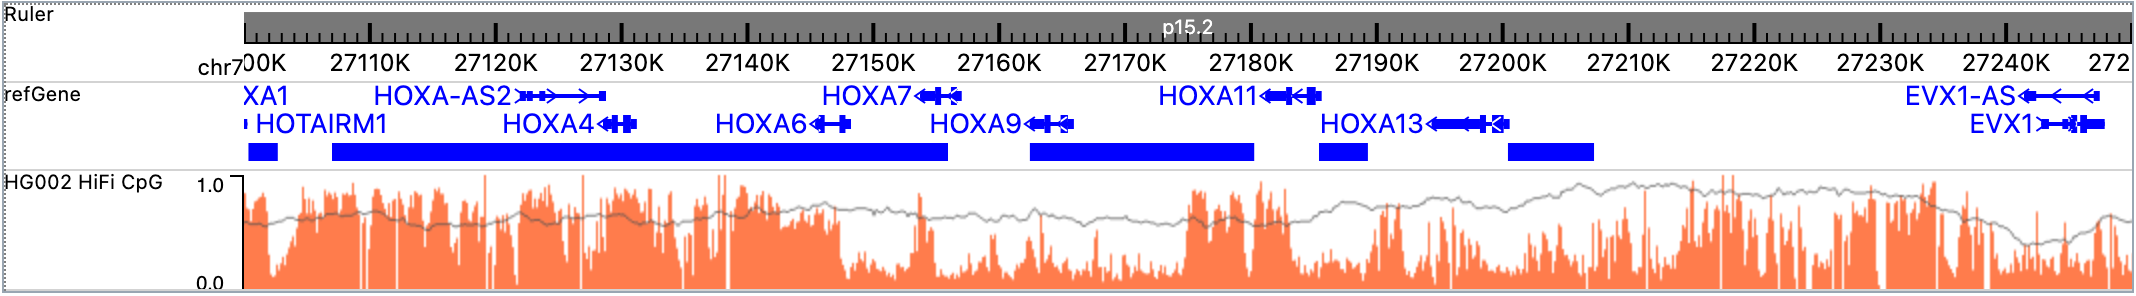 Ruler
p15.2
chr7 00K 27110K 27120K 27130K 27140K 27150K 27160K 27170K 27180K 27190K 27200K 27210K 27220K 27230K 27240K 272
refGene
XA1 HOXA-AS2 HOXA7 HOXA11 EVX1-AS
HOTAIRM1 HOXA4 HOXA6 HOXA9 HOXA13 EVX1
HG002 HiFi CpG 1.0
0.0